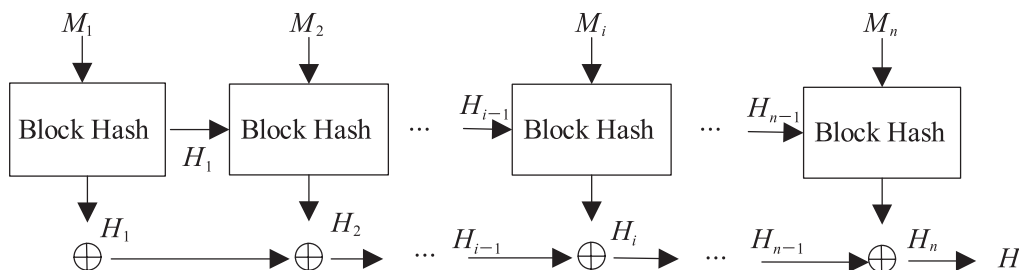 M₁ M₂ Mᵢ Mₙ
Hᵢ₋₁ Hₙ₋₁
Block Hash Block Hash ... Block Hash ... Block Hash
H₁
H₁ H₂ ... Hᵢ₋₁ Hᵢ ... Hₙ₋₁ Hₙ H